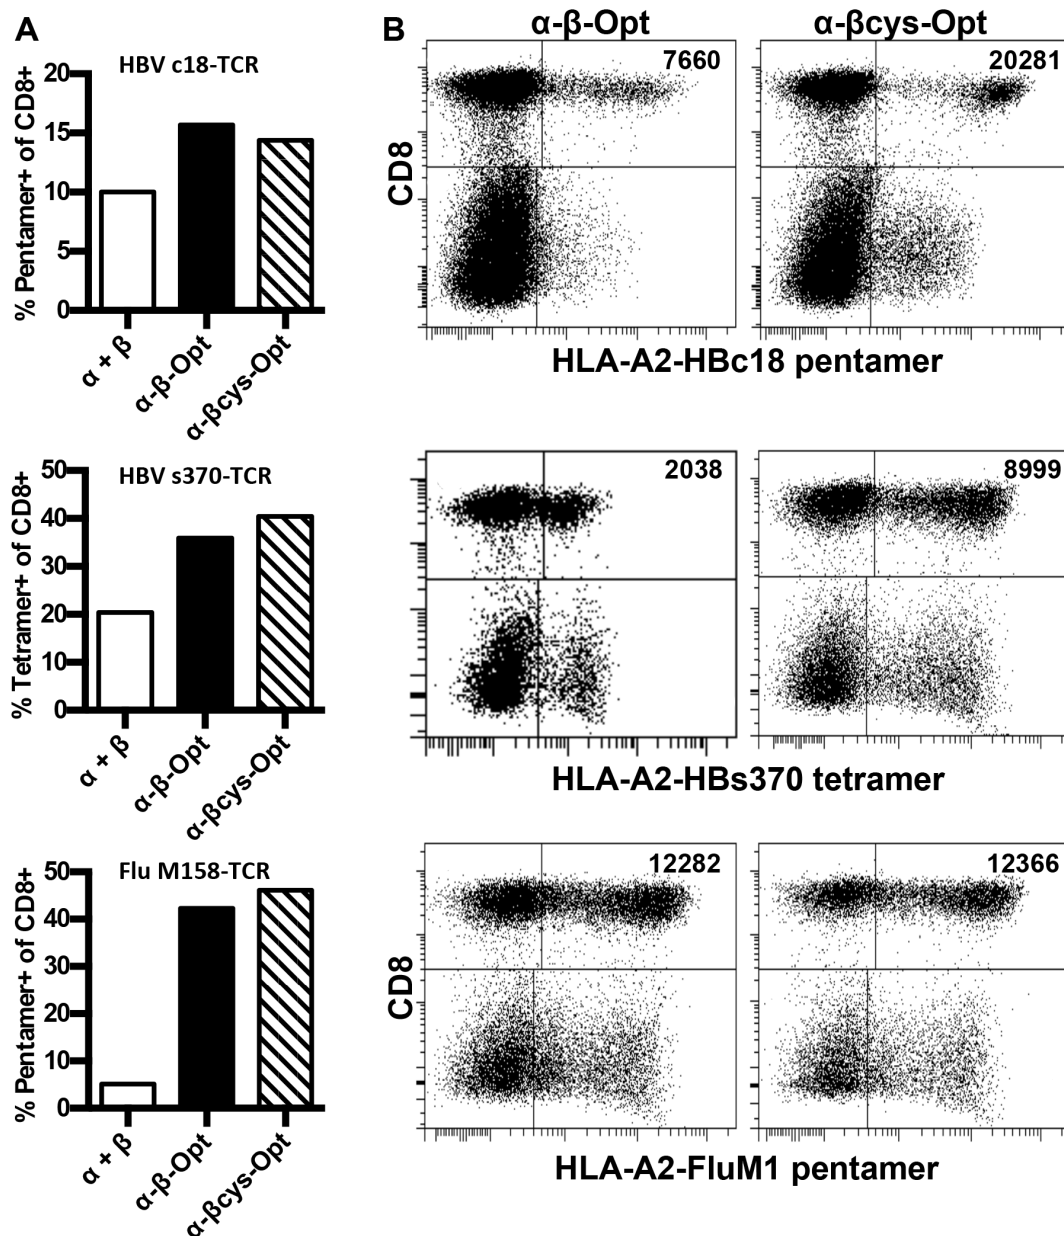 A
HBV c18-TCR
% Pentamer+ of CD8+
20
15
10
5
0
α + β
α-β-Opt
α-βcys-Opt
HBV s370-TCR
% Tetramer+ of CD8+
50
40
30
20
10
0
α + β
α-β-Opt
α-βcys-Opt
Flu M158-TCR
% Pentamer+ of CD8+
50
40
30
20
10
0
α + β
α-β-Opt
α-βcys-Opt
B
α-β-Opt
α-βcys-Opt
7660
20281
CD8
HLA-A2-HBc18 pentamer
2038
8999
HLA-A2-HBs370 tetramer
12282
12366
CD8
HLA-A2-FluM1 pentamer